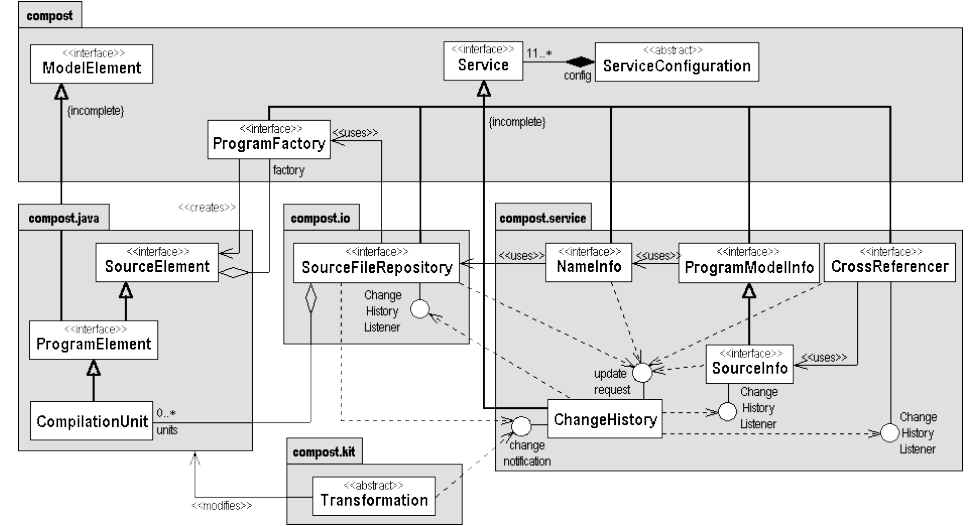 compost
<<interface>>
ModelElement
{incomplete}
<<interface>>
Service
11..*
config
<<abstract>>
ServiceConfiguration
{incomplete}
<<interface>>
ProgramFactory
<<uses>>
factory
<<creates>>
compost.java
<<interface>>
SourceElement
<<interface>>
ProgramElement
CompilationUnit
0..*
units
compost.io
<<interface>>
SourceFileRepository
Change
History
Listener
compost.service
<<uses>>
<<interface>>
NameInfo
<<uses>>
<<interface>>
ProgramModelInfo
<<interface>>
CrossReferencer
<<interface>>
SourceInfo
<<uses>>
update
request
ChangeHistory
Change
History
Listener
Change
History
Listener
change
notification
compost.kit
<<abstract>>
Transformation
<<modifies>>